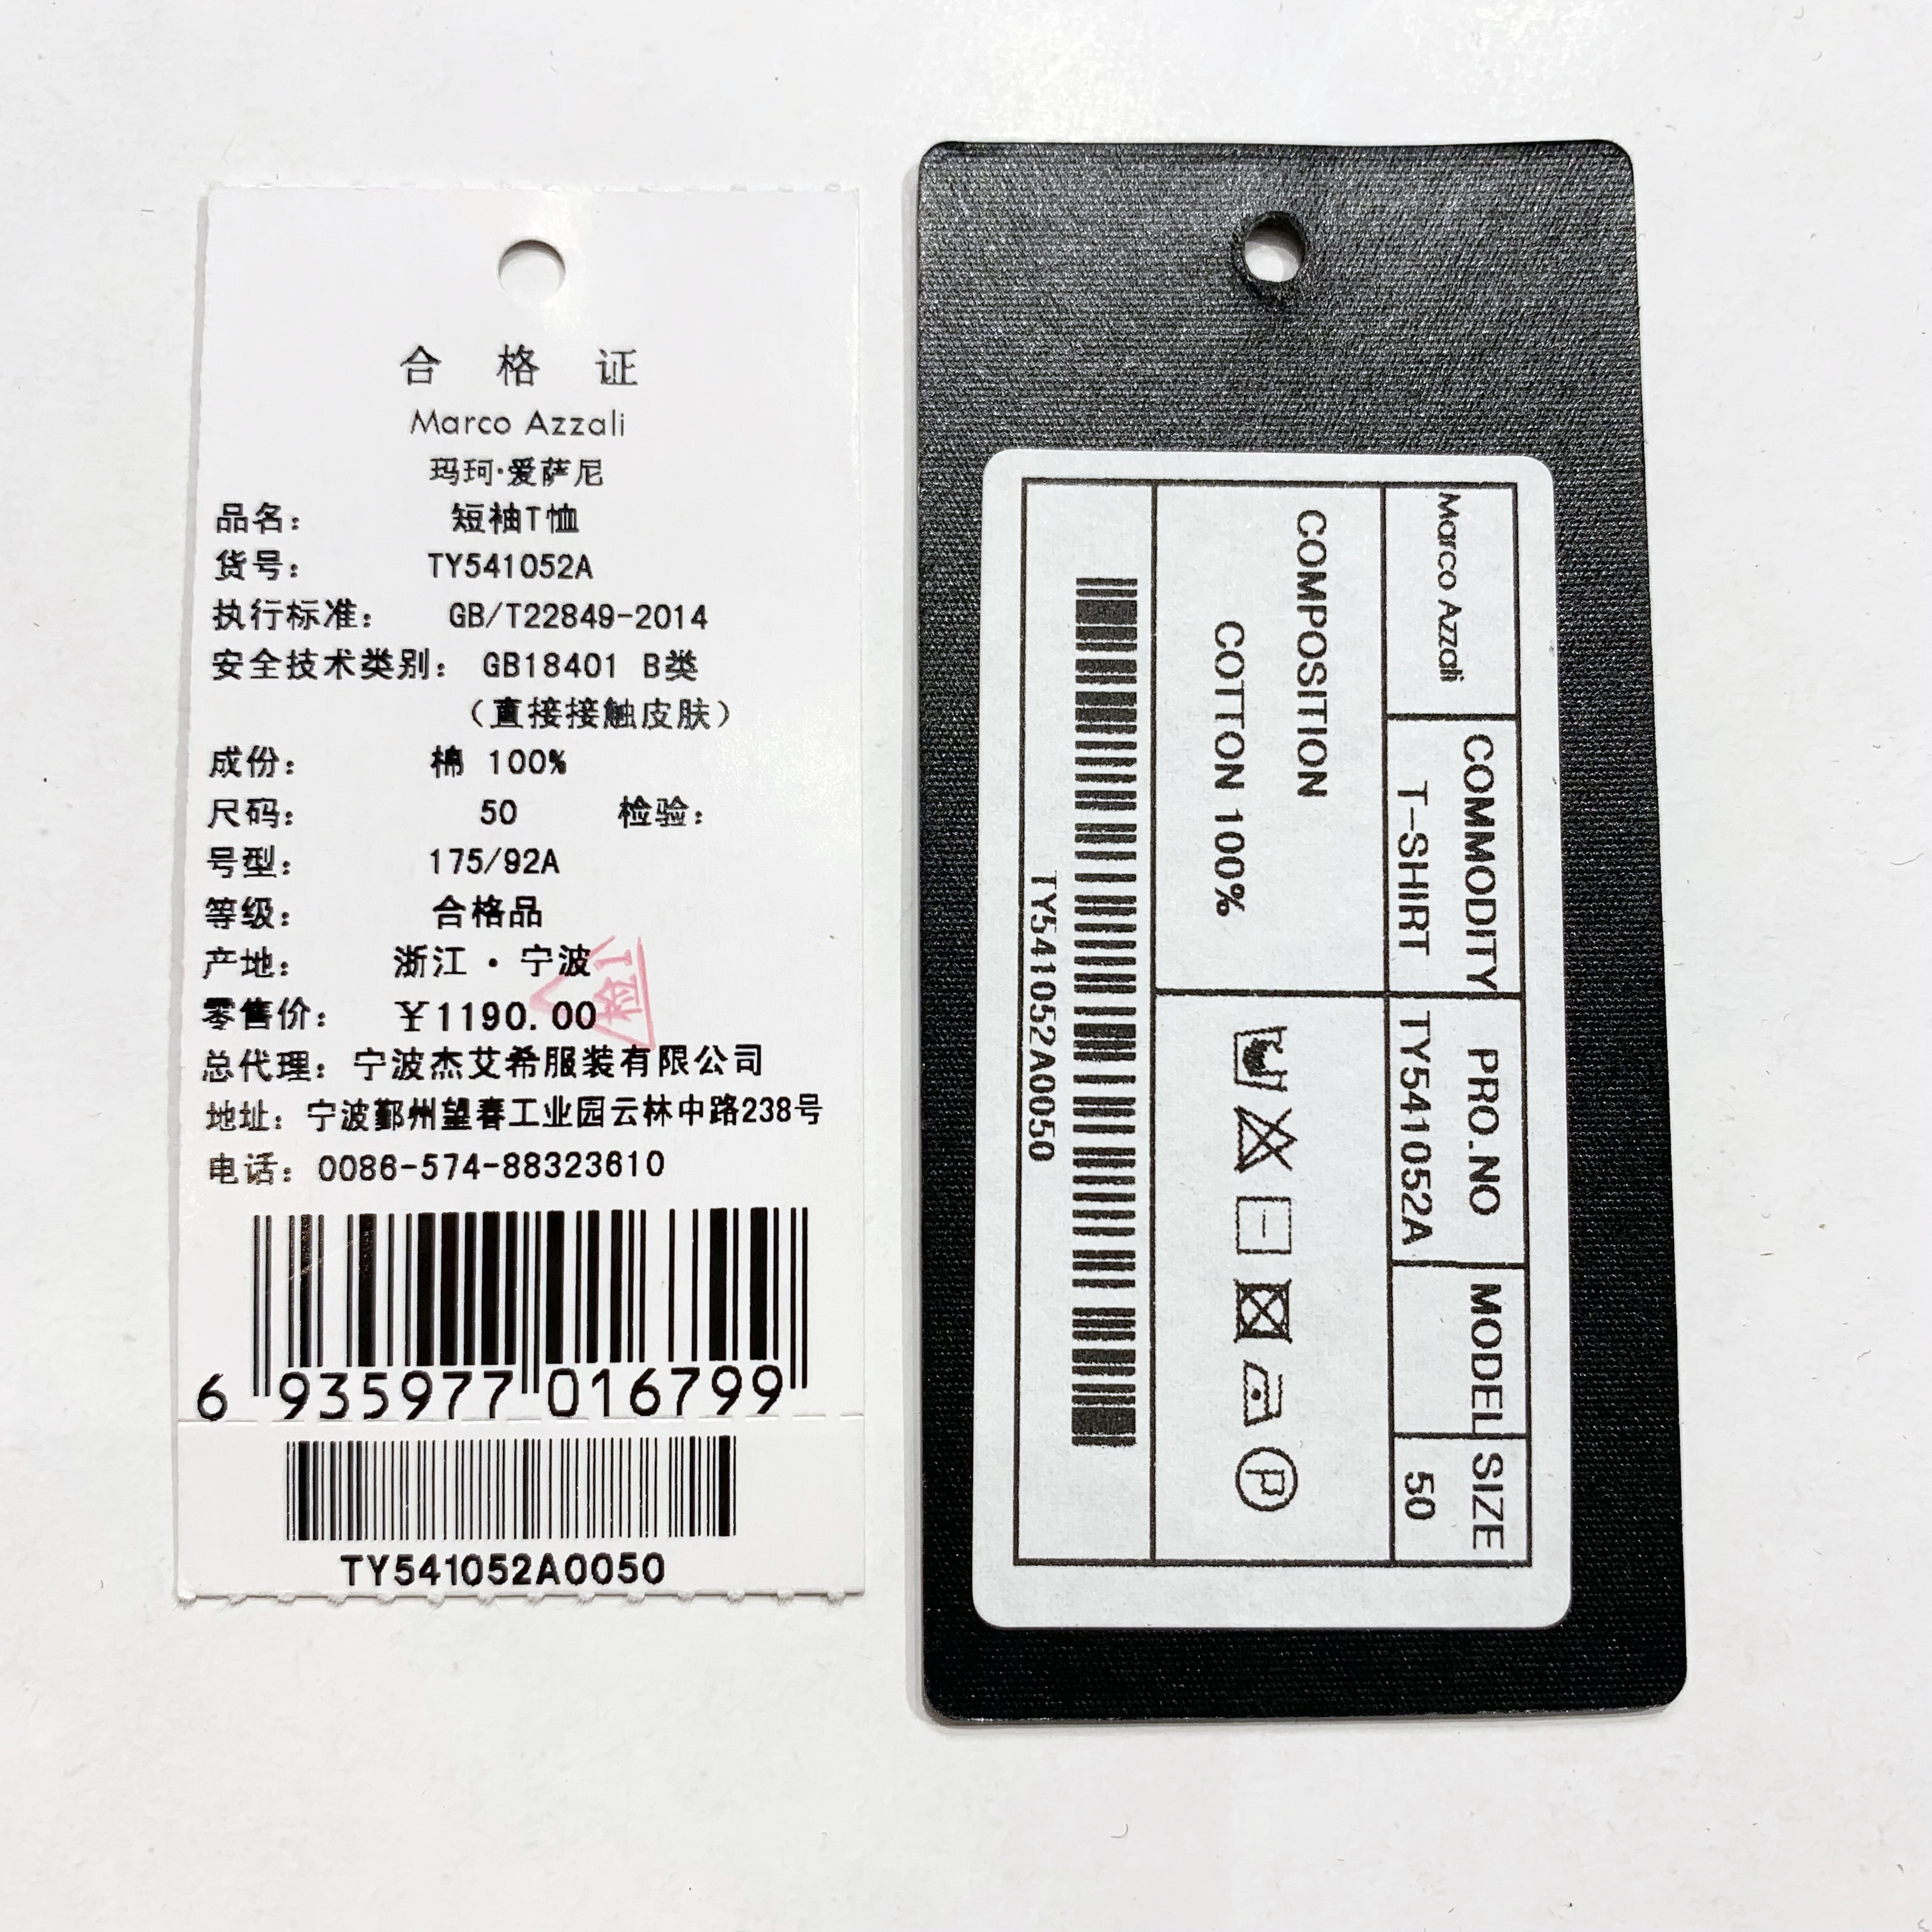 合 格 证
Marco Azzali
玛珂·爱萨尼
品名: 短袖T恤
货号: TY541052A
执行标准: GB/T22849-2014
安全技术类别: GB18401 B类
(直接接触皮肤)
成份: 棉 100%
尺码: 50 检验:
号型: 175/92A
等级: 合格品
产地: 浙江·宁波
零售价: ¥1190.00
总代理: 宁波杰艾希服装有限公司
地址: 宁波鄞州望春工业园云林中路238号
电话: 0086-574-88323610
6 935977 016799
TY541052A0050
Marco Azzali
COMMODITY
T-SHIRT
PRO.NO
TY541052A
MODEL
SIZE
50
COMPOSITION
COTTON 100%
P
TY541052A0050